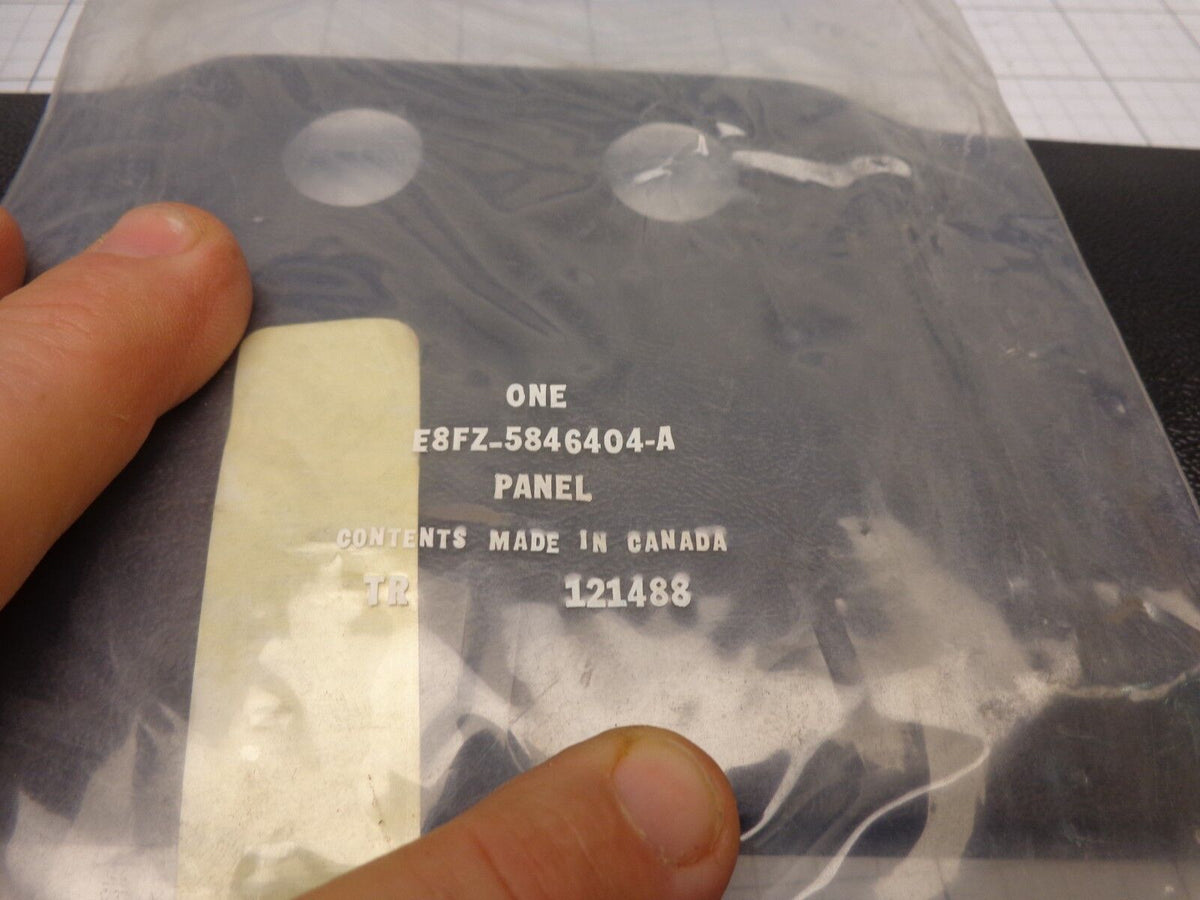 ONE
E8FZ-5846404-A
PANEL
CONTENTS MADE IN CANADA
TR 121488